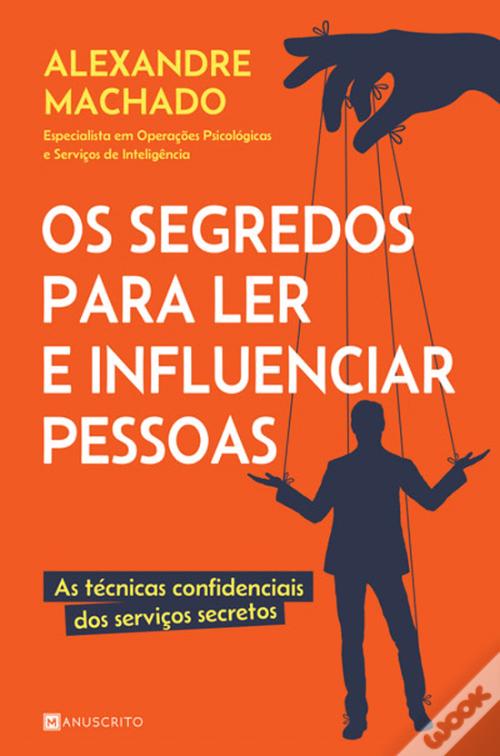 ALEXANDRE
MACHADO
Especialista em Operações Psicológicas
e Serviços de Inteligência
OS SEGREDOS
PARA LER
E INFLUENCIAR
PESSOAS
As técnicas confidenciais
dos serviços secretos
MANUSCRITO
WOOK